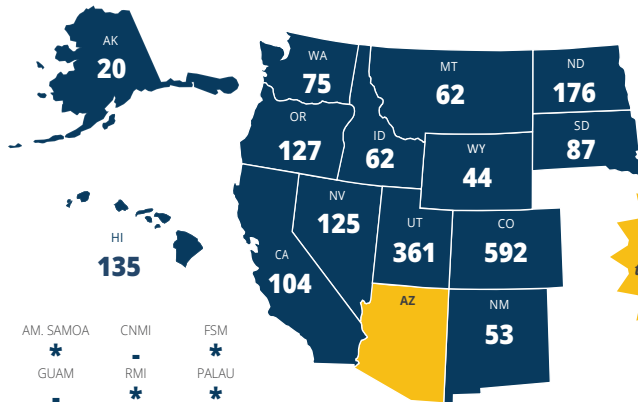 AK
20
WA
75
MT
62
ND
176
OR
127
ID
62
SD
87
WY
44
NV
125
UT
361
CO
592
CA
104
HI
135
AZ
NM
53
AM. SAMOA
*
CNMI
-
FSM
*
GUAM
-
RMI
*
PALAU
*